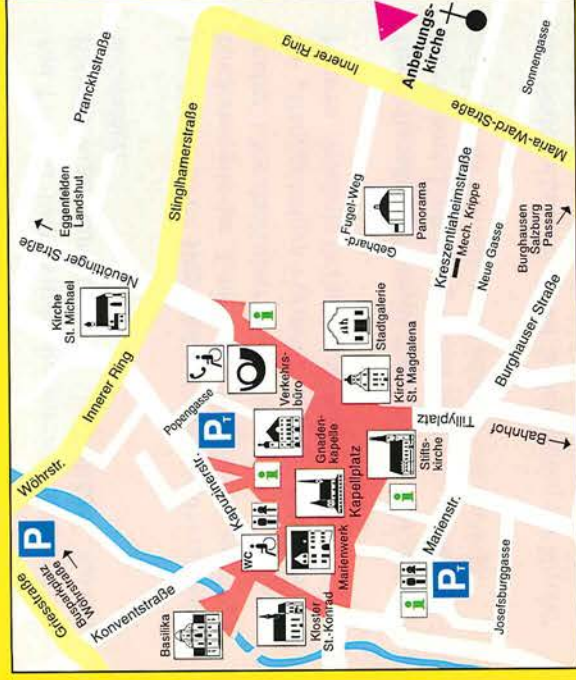 Pranckhstraße
Eggenfelden
Landshut
Neuöttinger Straße
Kirche
St. Michael
Stinglhamerstraße
Innerer Ring
Innerer Ring
Anbetungs-
kirche
Wöhrstr.
P
Griesstraße
Busparkplatz
Wöhrstraße
Konventstraße
Popengasse
PT
Kapuzinerstr.
Verkehrs-
büro
i
i
WC
Gnaden-
kapelle
Kapellplatz
Marienwerk
Basilika
Kloster
St.-Konrad
Stadtgalerie
Kirche
St. Magdalena
Tillyplatz
Stifts-
kirche
i
Gebhard-
Fugel-Weg
Panorama
Kreszentiaheimstraße
Mech. Krippe
Neue Gasse
Sonnengasse
Maria-Ward-Straße
Burghausen
Salzburg
Passau
Burghauser Straße
Bahnhof
Marienstr.
i
PT
Josefsburggasse